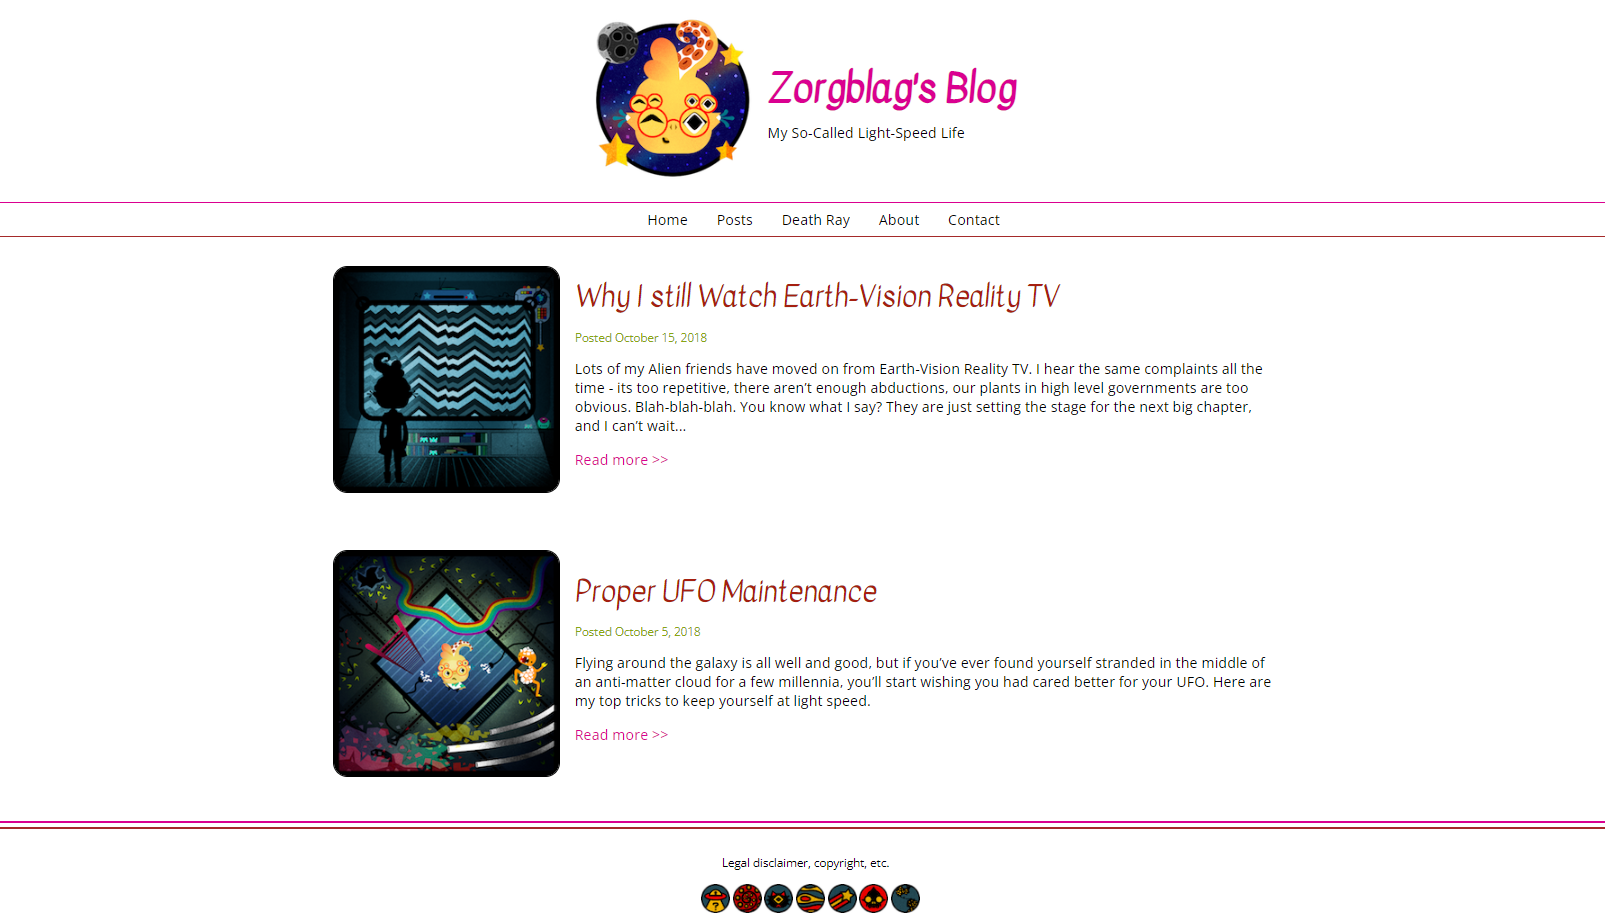 Zorgblag's Blog
My So-Called Light-Speed Life
Home Posts Death Ray About Contact
Why I still Watch Earth-Vision Reality TV
Posted October 15, 2018
Lots of my Alien friends have moved on from Earth-Vision Reality TV. I hear the same complaints all the
time - its too repetitive, there aren’t enough abductions, our plants in high level governments are too
obvious. Blah-blah-blah. You know what I say? They are just setting the stage for the next big chapter,
and I can’t wait...
Read more >>
Proper UFO Maintenance
Posted October 5, 2018
Flying around the galaxy is all well and good, but if you’ve ever found yourself stranded in the middle of
an anti-matter cloud for a few millennia, you’ll start wishing you had cared better for your UFO. Here are
my top tricks to keep yourself at light speed.
Read more >>
Legal disclaimer, copyright, etc.
?